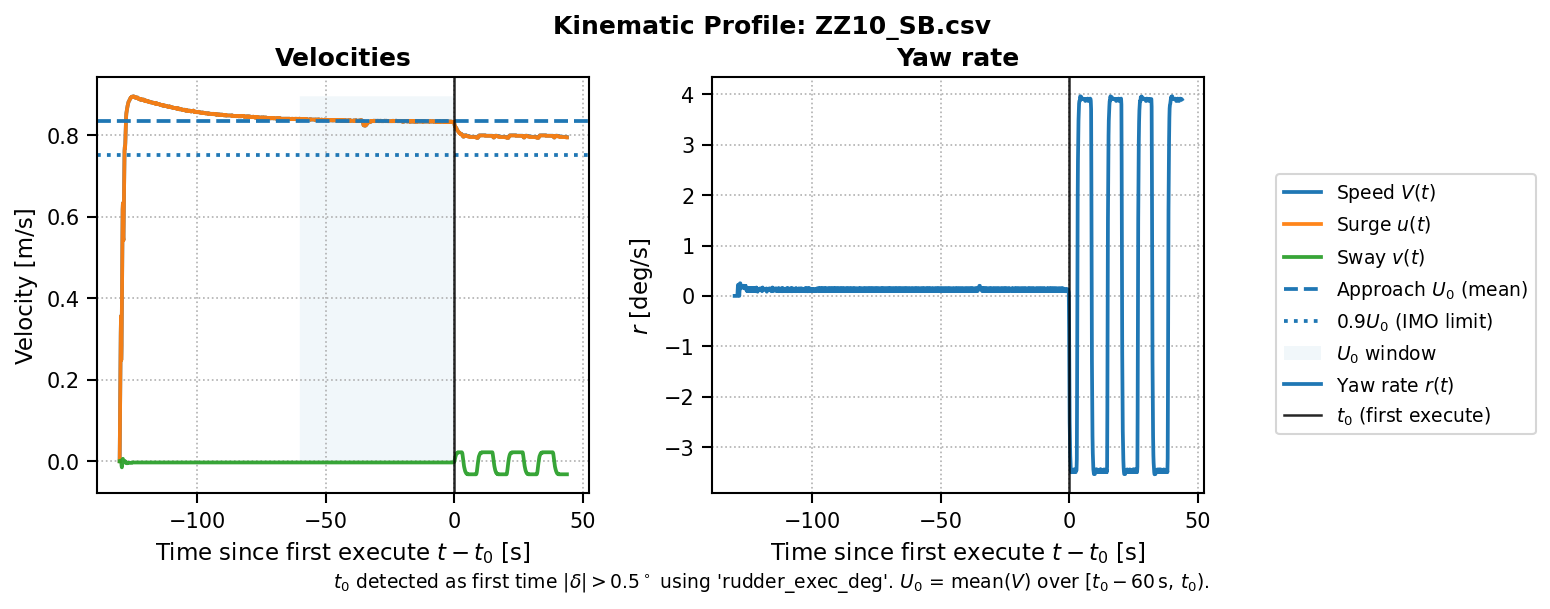 Kinematic Profile: ZZ10_SB.csv
Velocities
Velocity [m/s]
0.8
0.6
0.4
0.2
0.0
−100
−50
0
50
Time since first execute t − t₀ [s]
Yaw rate
r [deg/s]
4
3
2
1
0
−1
−2
−3
−100
−50
0
50
Time since first execute t − t₀ [s]
Speed V(t)
Surge u(t)
Sway v(t)
Approach U₀ (mean)
0.9U₀ (IMO limit)
U₀ window
Yaw rate r(t)
t₀ (first execute)
t₀ detected as first time |δ| > 0.5° using 'rudder_exec_deg'. U₀ = mean(V) over [t₀ − 60 s, t₀).